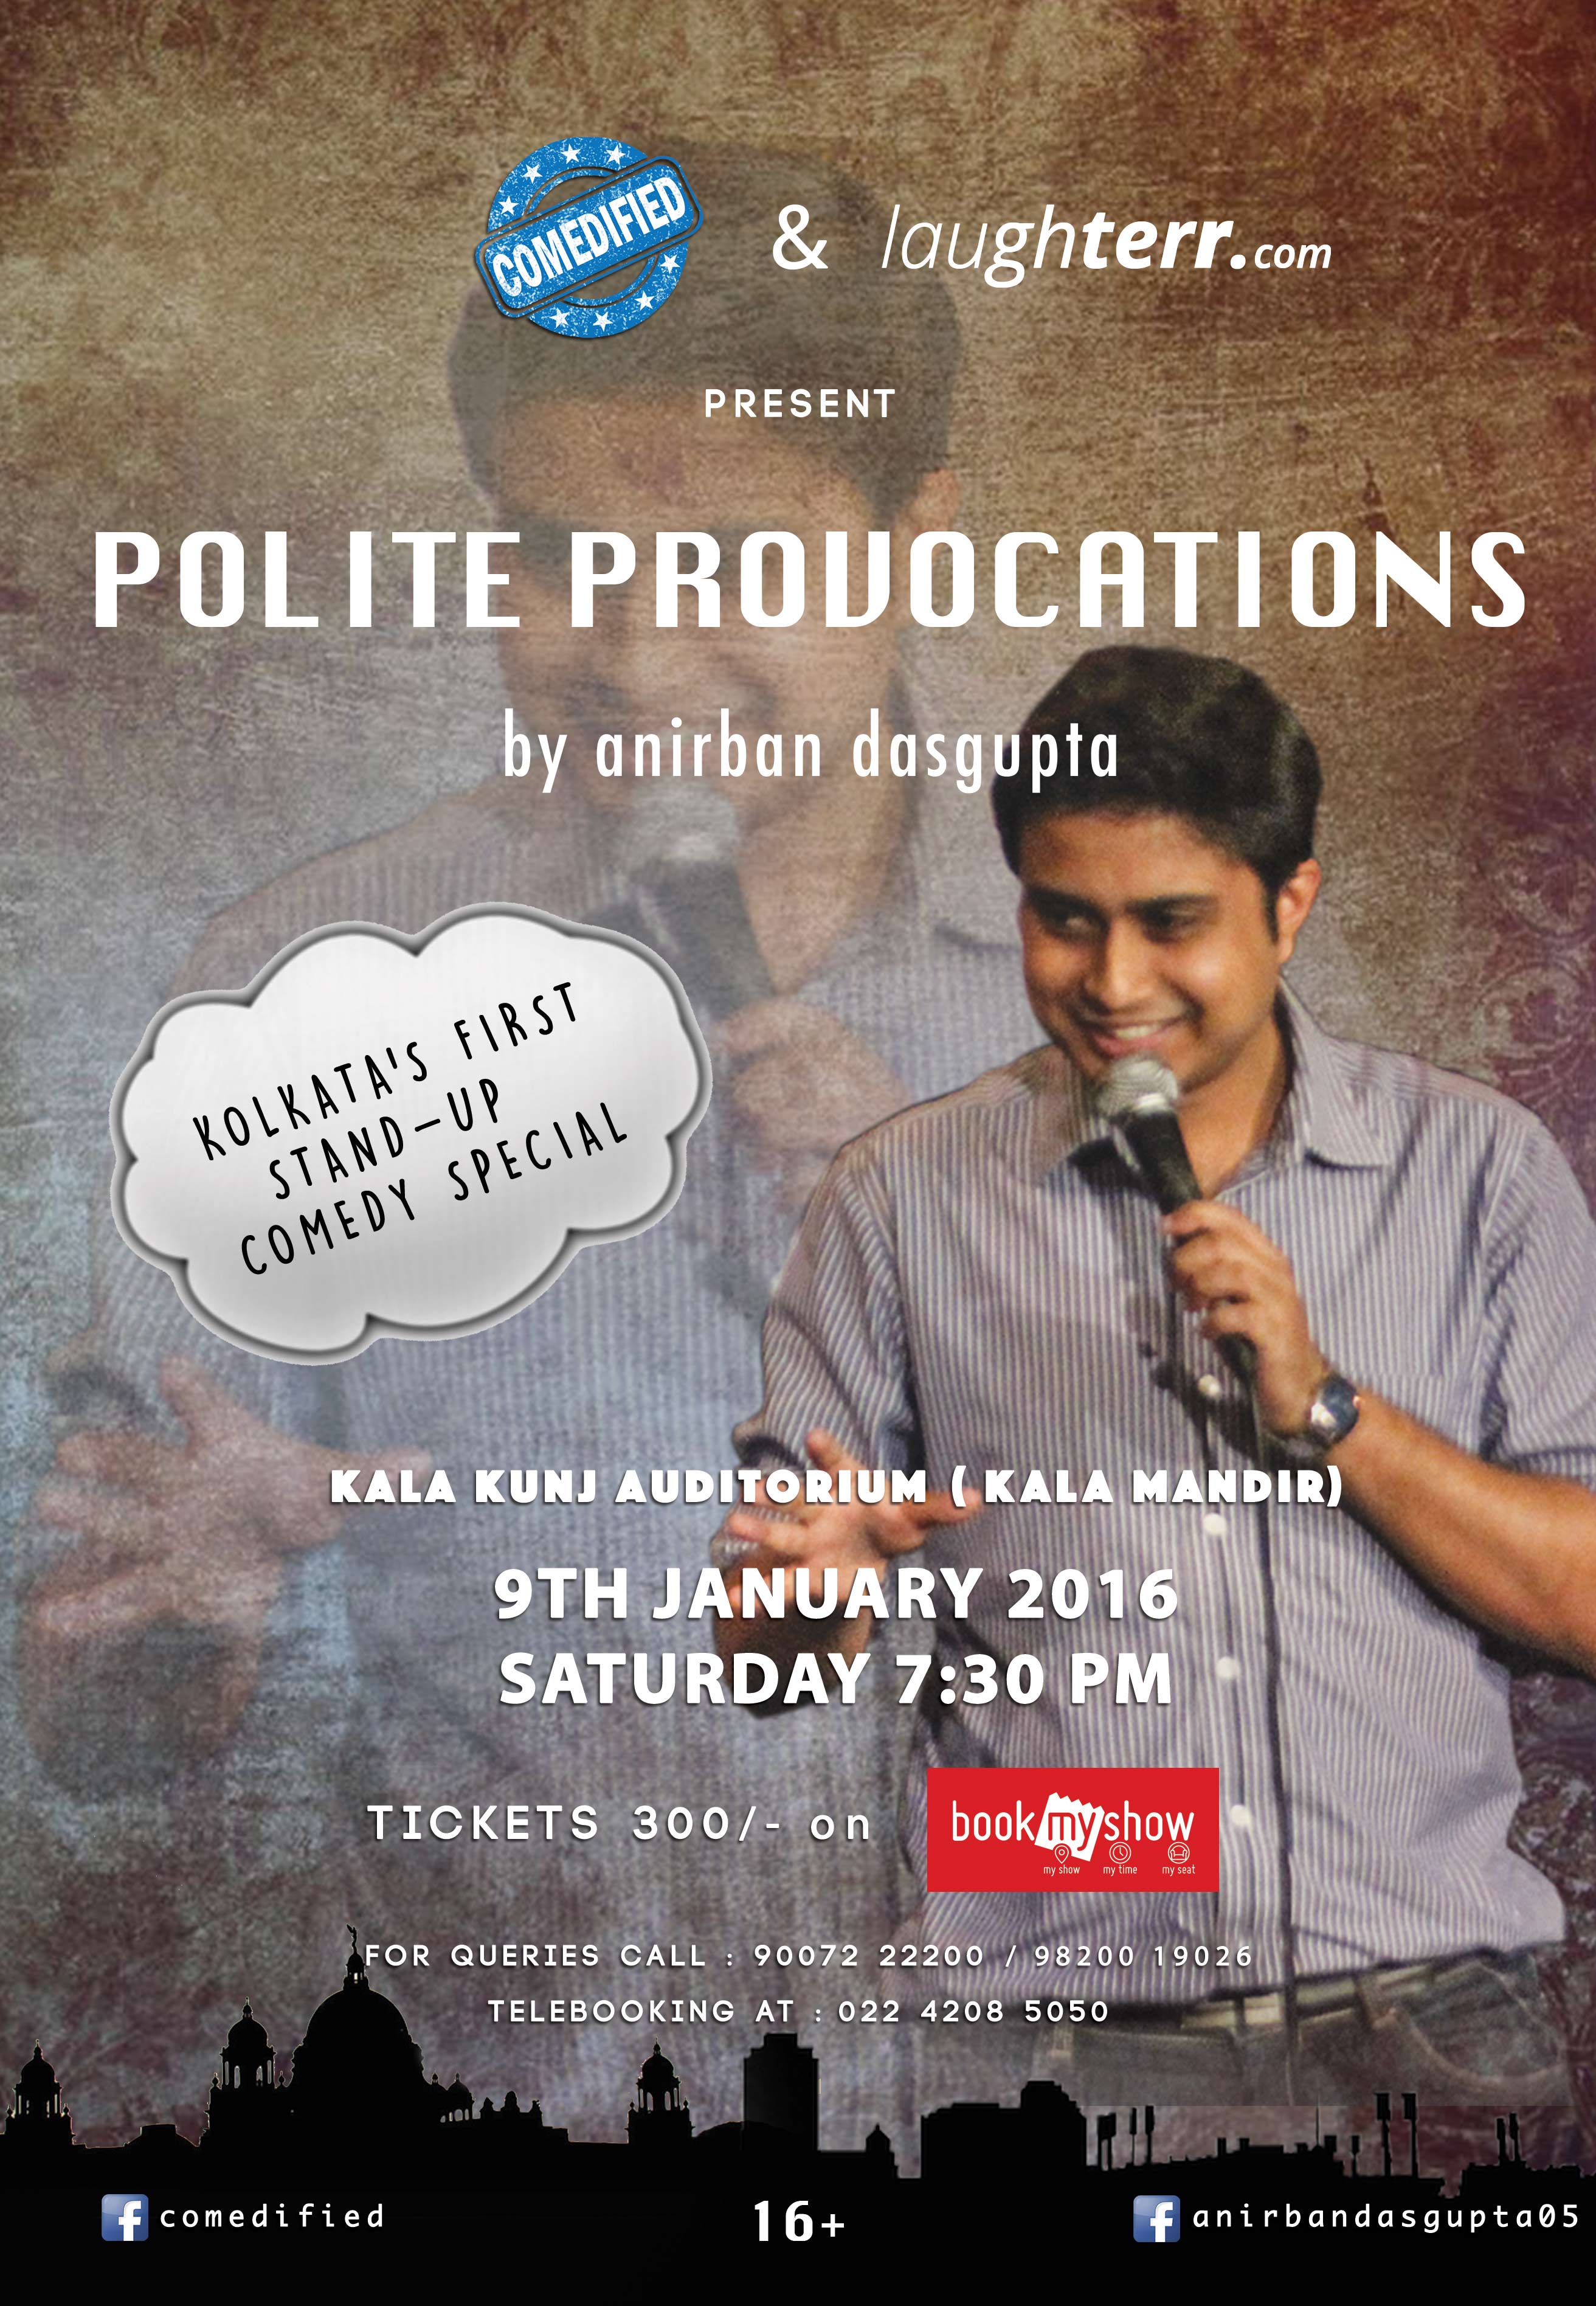 COMEDIFIED & laughterr.com
PRESENT
POLITE PROVOCATIONS
by anirban dasgupta
KOLKATA'S FIRST
STAND-UP
COMEDY SPECIAL
KALA KUNJ AUDITORIUM ( KALA MANDIR)
9TH JANUARY 2016
SATURDAY 7:30 PM
TICKETS 300/- on bookmyshow
my show my time my seat
FOR QUERIES CALL : 90072 22200 / 98200 19026
TELEBOOKING AT : 022 4208 5050
f comedified 16+ f anirbandasgupta05